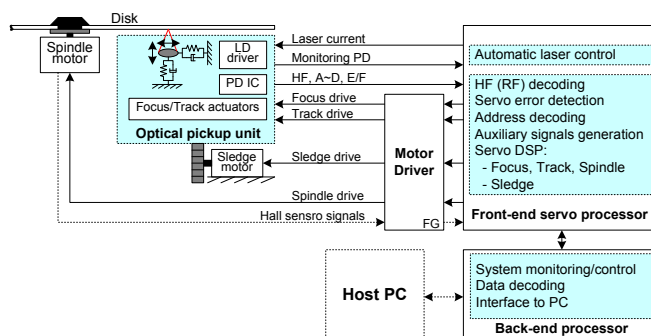 Disk
Spindle
motor
LD
driver
PD IC
Focus/Track actuators
Optical pickup unit
Sledge
motor
Laser current
Monitoring PD
HF, A~D, E/F
Focus drive
Track drive
Sledge drive
Spindle drive
Hall sensro signals
Motor
Driver
FG
Automatic laser control
HF (RF) decoding
Servo error detection
Address decoding
Auxiliary signals generation
Servo DSP:
- Focus, Track, Spindle
- Sledge
Front-end servo processor
Host PC
System monitoring/control
Data decoding
Interface to PC
Back-end processor